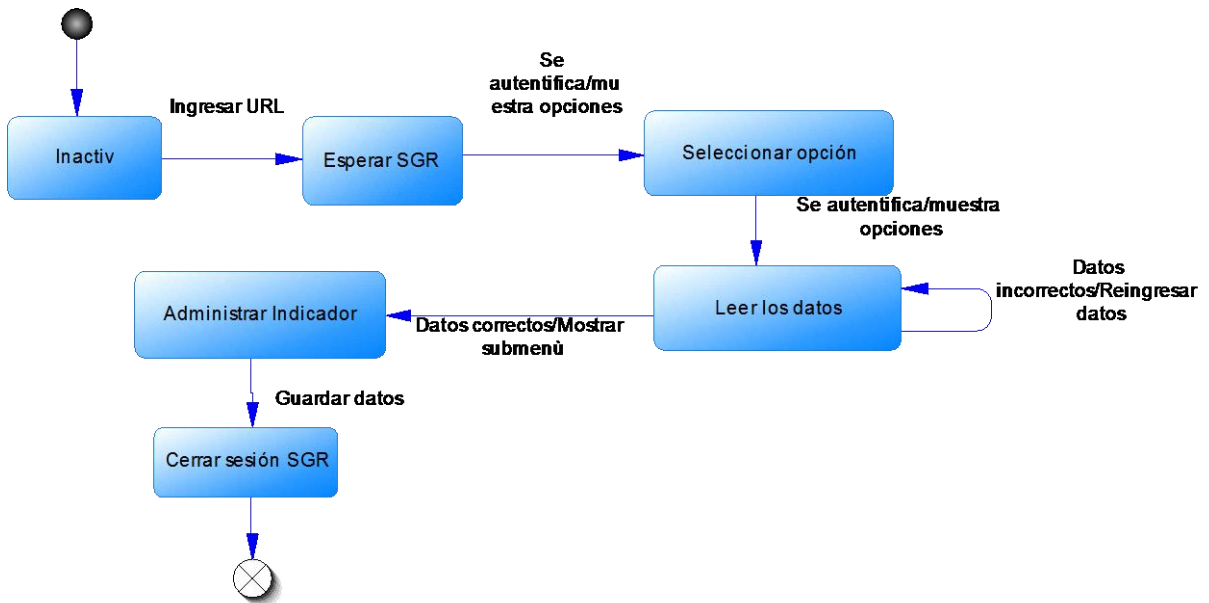 Se
autentifica/mu
estra opciones
Ingresar URL
Inactiv
Esperar SGR
Seleccionar opción
Se autentifica/muestra
opciones
Datos
incorrectos/Reingresar
datos
Administrar Indicador
Leer los datos
Datos correctos/Mostrar
submenù
Guardar datos
Cerrar sesión SGR